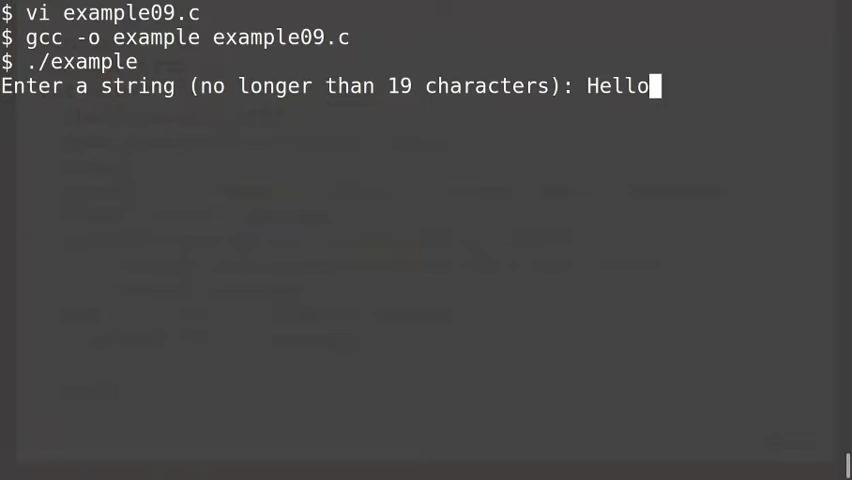 $ vi example09.c
$ gcc -o example example09.c
$ ./example
Enter a string (no longer than 19 characters): Hello